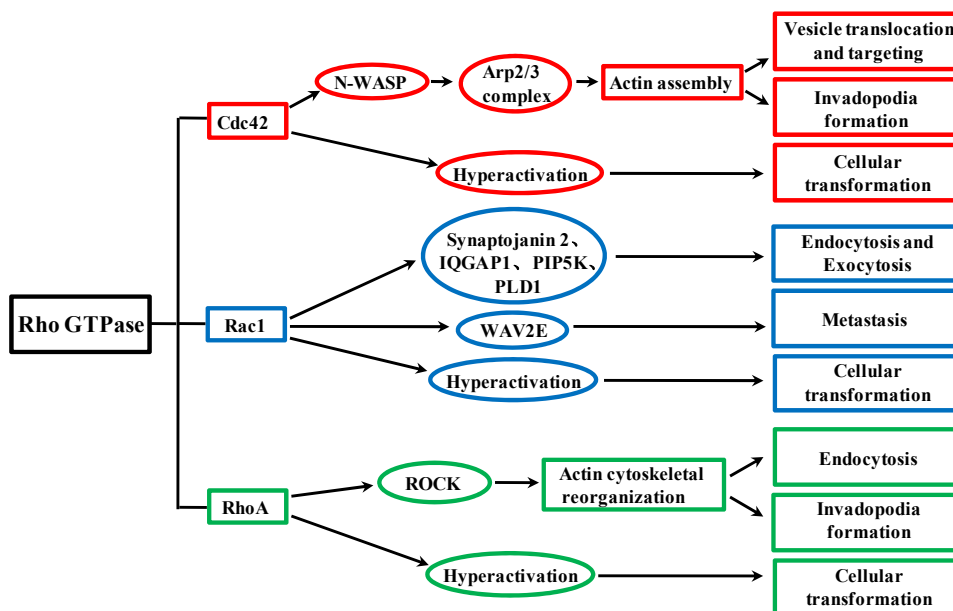 Vesicle translocation
and targeting
N-WASP
Arp2/3
complex
Actin assembly
Cdc42
Invadopodia
formation
Hyperactivation
Cellular
transformation
Synaptojanin 2、
IQGAP1、PIP5K、
PLD1
Endocytosis and
Exocytosis
Rho GTPase
Rac1
WAV2E
Metastasis
Hyperactivation
Cellular
transformation
ROCK
Actin cytoskeletal
reorganization
Endocytosis
RhoA
Invadopodia
formation
Hyperactivation
Cellular
transformation